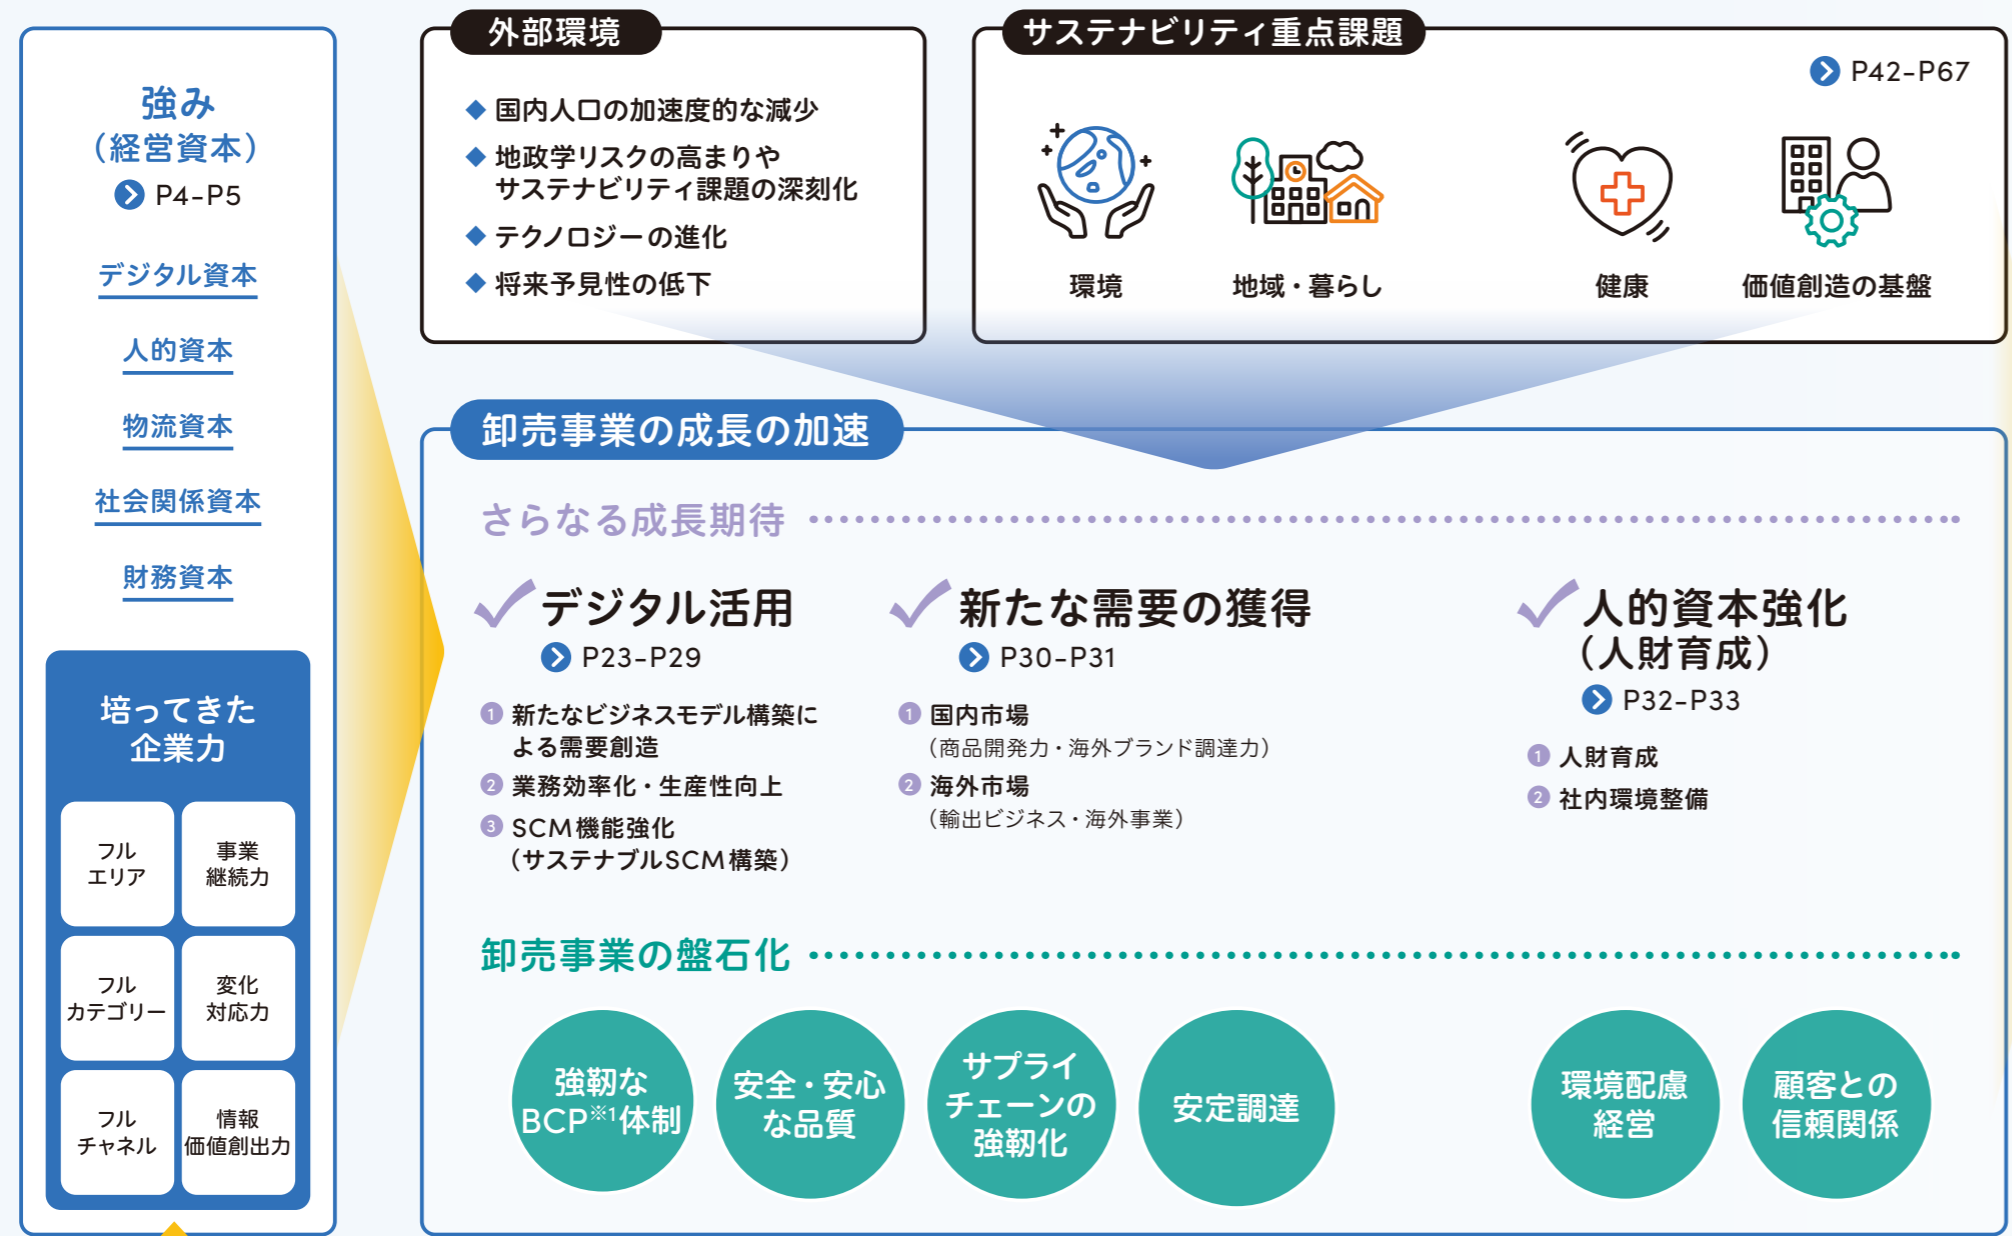 強み
（経営資本）
P4-P5
デジタル資本
人的資本
物流資本
社会関係資本
財務資本
培ってきた
企業力
フル
エリア
事業
継続力
フル
カテゴリー
変化
対応力
フル
チャネル
情報
価値創出力
外部環境
◆ 国内人口の加速度的な減少
◆ 地政学リスクの高まりや
サステナビリティ課題の深刻化
◆ テクノロジーの進化
◆ 将来予見性の低下
サステナビリティ重点課題
P42-P67
環境
地域・暮らし
健康
価値創造の基盤
卸売事業の成長の加速
さらなる成長期待
デジタル活用
P23-P29
1 新たなビジネスモデル構築に
よる需要創造
2 業務効率化・生産性向上
3 SCM機能強化
（サステナブルSCM構築）
新たな需要の獲得
P30-P31
1 国内市場
（商品開発力・海外ブランド調達力）
2 海外市場
（輸出ビジネス・海外事業）
人的資本強化
（人財育成）
P32-P33
1 人財育成
2 社内環境整備
卸売事業の盤石化
強靭な
BCP※1体制
安全・安心
な品質
サプライ
チェーンの
強靭化
安定調達
環境配慮
経営
顧客との
信頼関係